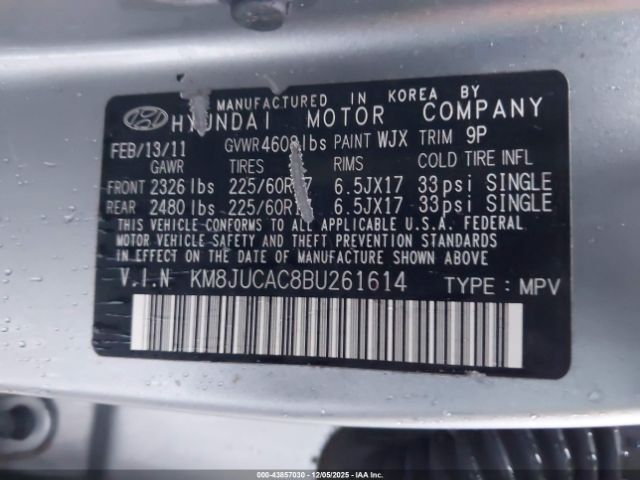 MANUFACTURED IN KOREA BY
HYUNDAI MOTOR COMPANY
FEB/13/11 GVWR 4608 lbs PAINT WJX TRIM 9P
GAWR TIRES RIMS COLD TIRE INFL
FRONT 2326 lbs 225/60R17 6.5JX17 33psi SINGLE
REAR 2480 lbs 225/60R17 6.5JX17 33psi SINGLE
THIS VEHICLE CONFORMS TO ALL APPLICABLE U.S.A. FEDERAL
MOTOR VEHICLE SAFETY AND THEFT PREVENTION STANDARDS
IN EFFECT ON THE DATE OF MANUFACTURE SHOWN ABOVE.
V.I.N KM8JUCAC8BU261614 TYPE : MPV
000-43857030 - 12/05/2025 - IAAI.COM